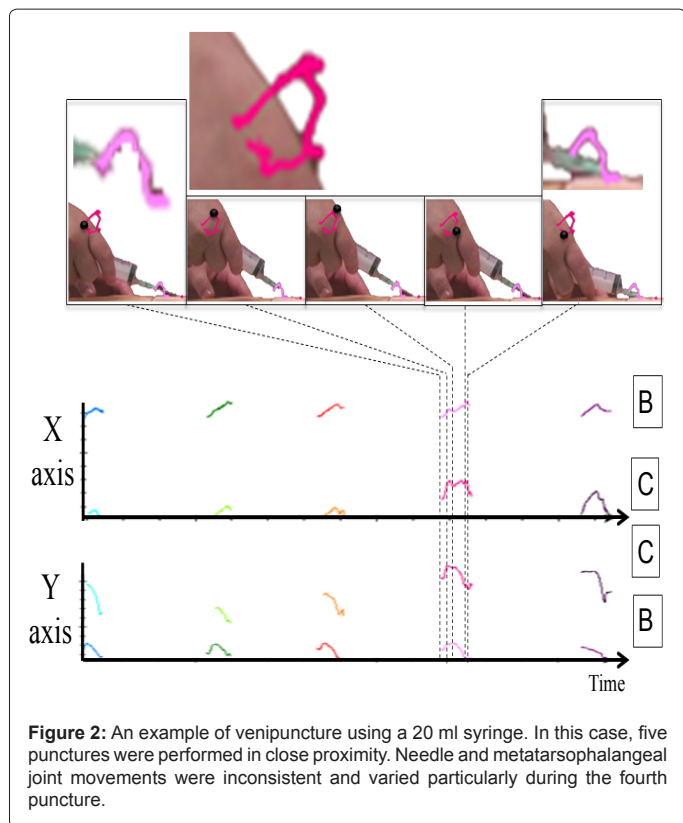 X
axis
B
C
C
Y
axis
B
Time
Figure 2: An example of venipuncture using a 20 ml syringe. In this case, five
punctures were performed in close proximity. Needle and metatarsophalangeal
joint movements were inconsistent and varied particularly during the fourth
puncture.